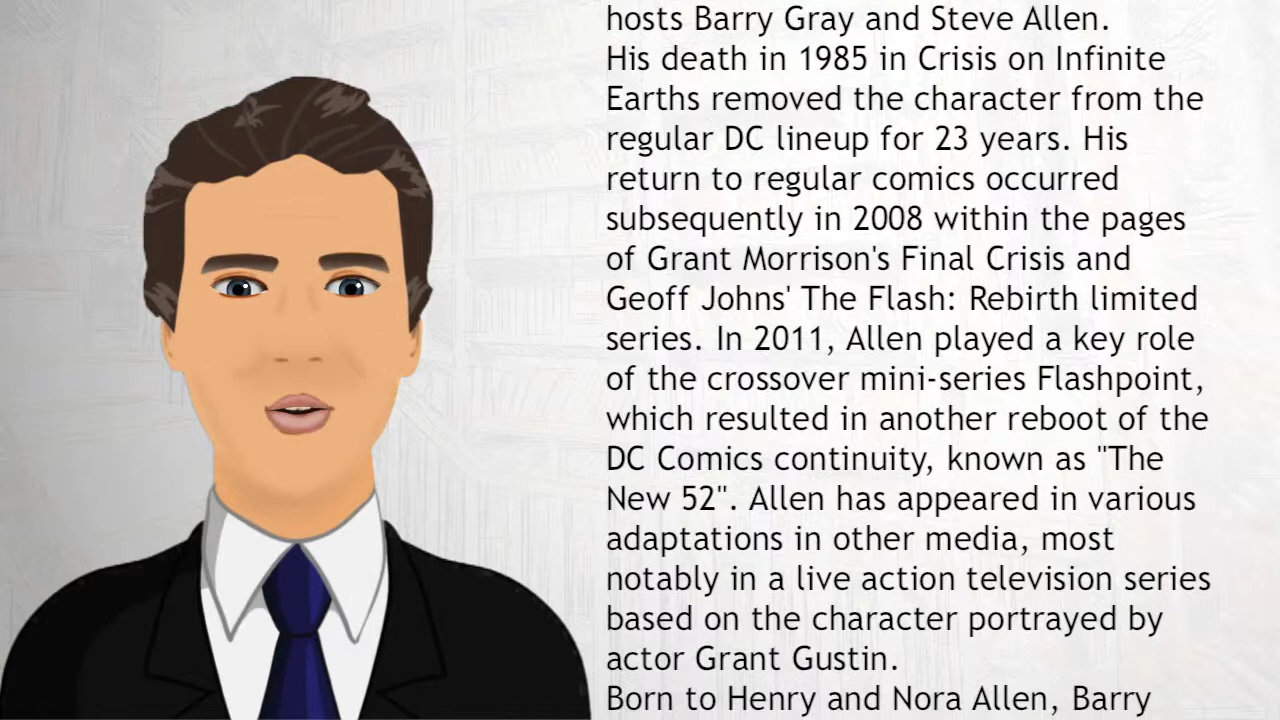 hosts Barry Gray and Steve Allen.
His death in 1985 in Crisis on Infinite
Earths removed the character from the
regular DC lineup for 23 years. His
return to regular comics occurred
subsequently in 2008 within the pages
of Grant Morrison's Final Crisis and
Geoff Johns' The Flash: Rebirth limited
series. In 2011, Allen played a key role
of the crossover mini-series Flashpoint,
which resulted in another reboot of the
DC Comics continuity, known as "The
New 52". Allen has appeared in various
adaptations in other media, most
notably in a live action television series
based on the character portrayed by
actor Grant Gustin.
Born to Henry and Nora Allen, Barry